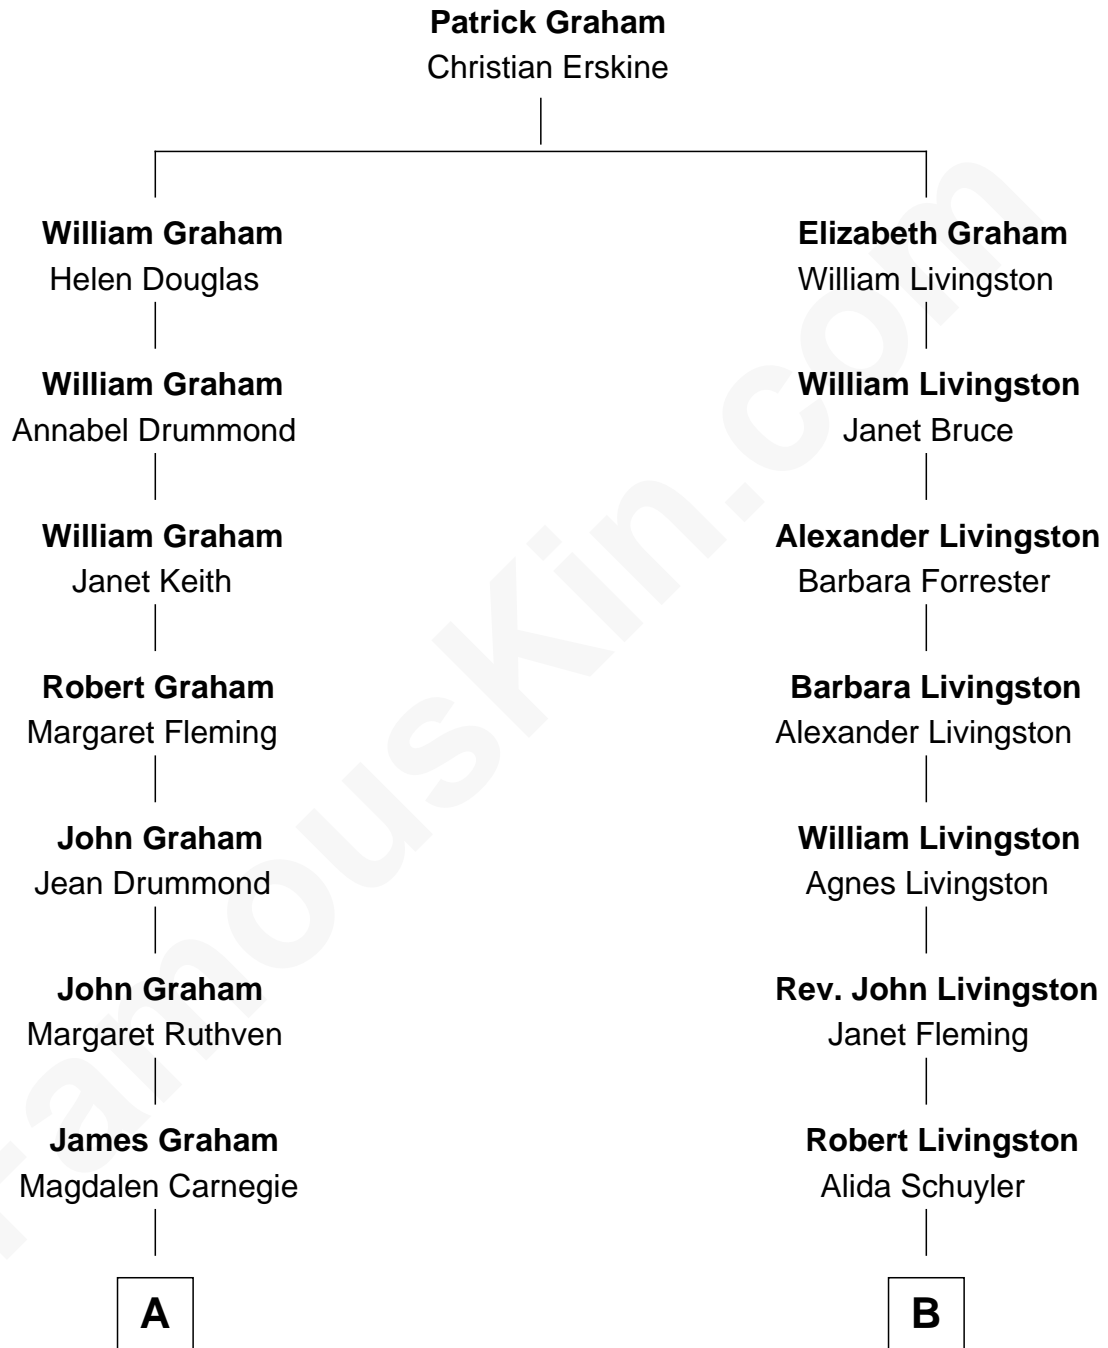 Patrick Graham
Christian Erskine
William Graham
Helen Douglas
Elizabeth Graham
William Livingston
William Graham
Annabel Drummond
William Livingston
Janet Bruce
William Graham
Janet Keith
Alexander Livingston
Barbara Forrester
Robert Graham
Margaret Fleming
Barbara Livingston
Alexander Livingston
John Graham
Jean Drummond
William Livingston
Agnes Livingston
John Graham
Margaret Ruthven
Rev. John Livingston
Janet Fleming
James Graham
Magdalen Carnegie
Robert Livingston
Alida Schuyler
A
B
FamousKin.com